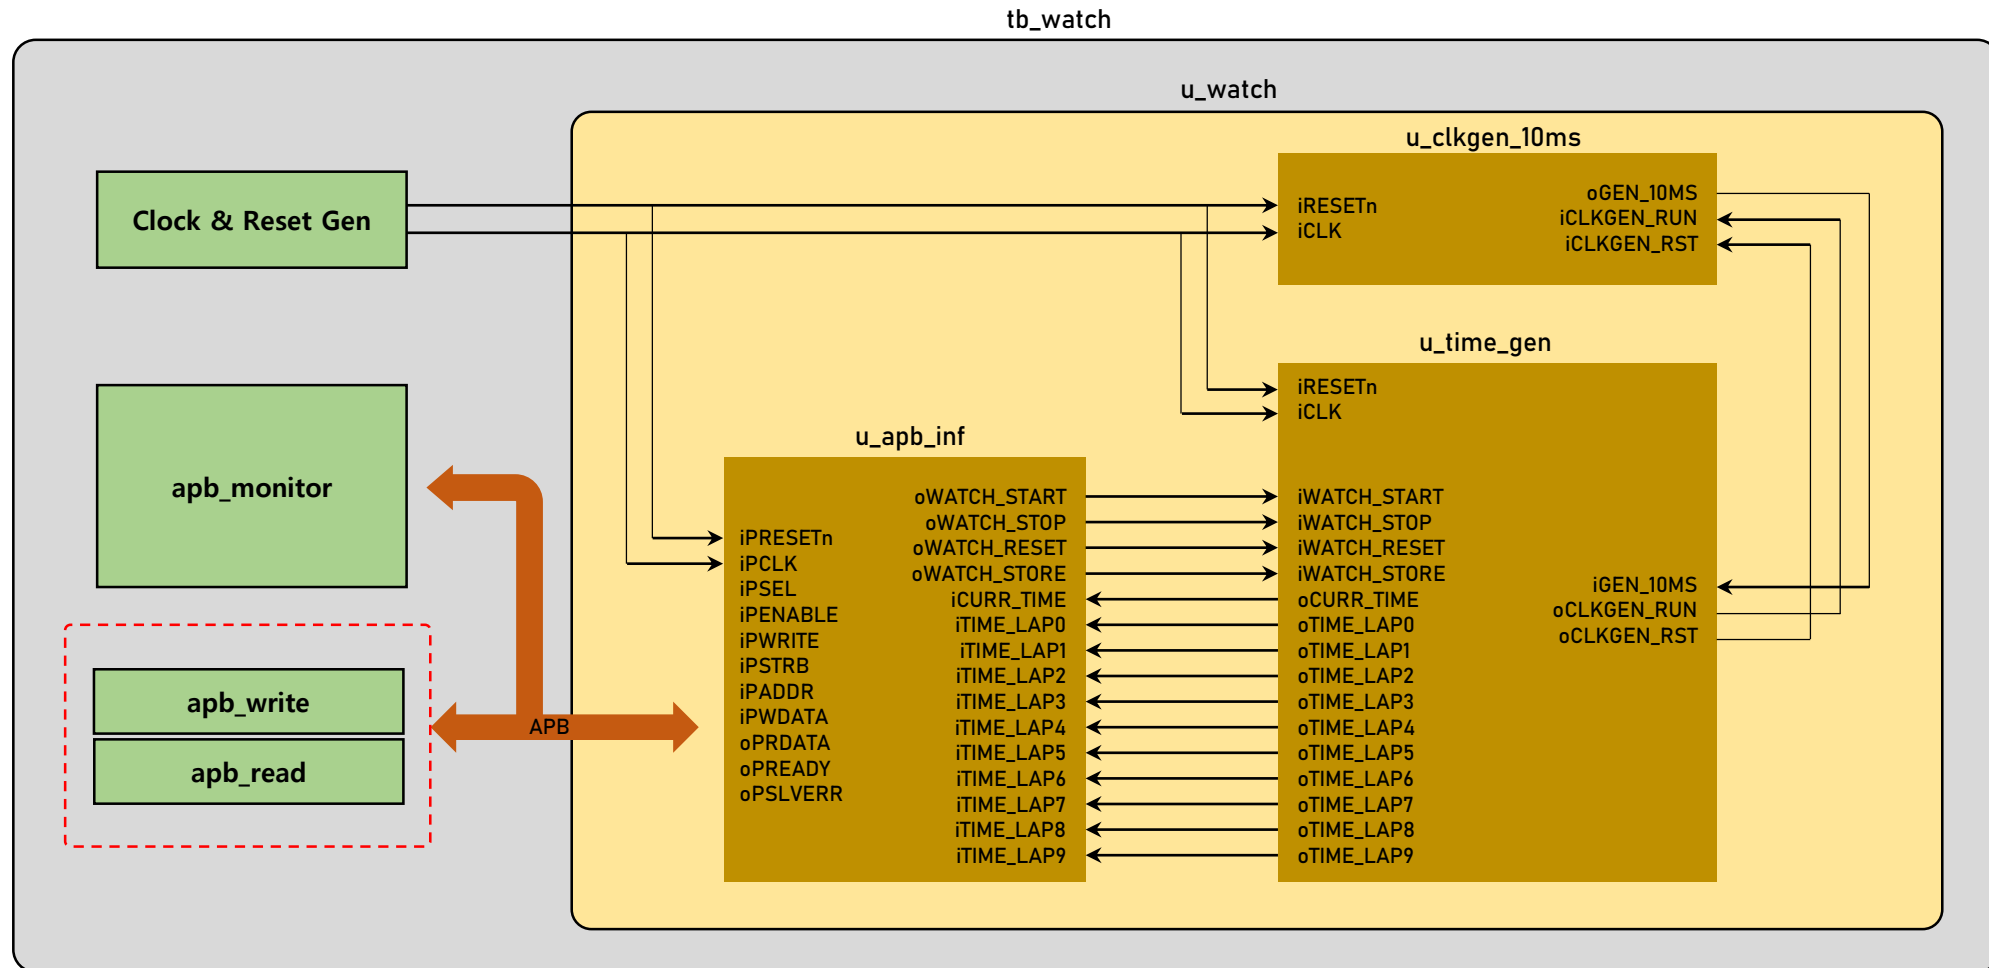 tb_watch
u_watch
u_clkgen_10ms
iRESETn
iCLK
oGEN_10MS
iCLKGEN_RUN
iCLKGEN_RST
Clock & Reset Gen
u_time_gen
iRESETn
iCLK
iWATCH_START
iWATCH_STOP
iWATCH_RESET
iWATCH_STORE
oCURR_TIME
oTIME_LAP0
oTIME_LAP1
oTIME_LAP2
oTIME_LAP3
oTIME_LAP4
oTIME_LAP5
oTIME_LAP6
oTIME_LAP7
oTIME_LAP8
oTIME_LAP9
iGEN_10MS
oCLKGEN_RUN
oCLKGEN_RST
u_apb_inf
iPRESETn
iPCLK
iPSEL
iPENABLE
iPWRITE
iPSTRB
iPADDR
iPWDATA
oPRDATA
oPREADY
oPSLVERR
oWATCH_START
oWATCH_STOP
oWATCH_RESET
oWATCH_STORE
iCURR_TIME
iTIME_LAP0
iTIME_LAP1
iTIME_LAP2
iTIME_LAP3
iTIME_LAP4
iTIME_LAP5
iTIME_LAP6
iTIME_LAP7
iTIME_LAP8
iTIME_LAP9
apb_monitor
APB
apb_write
apb_read